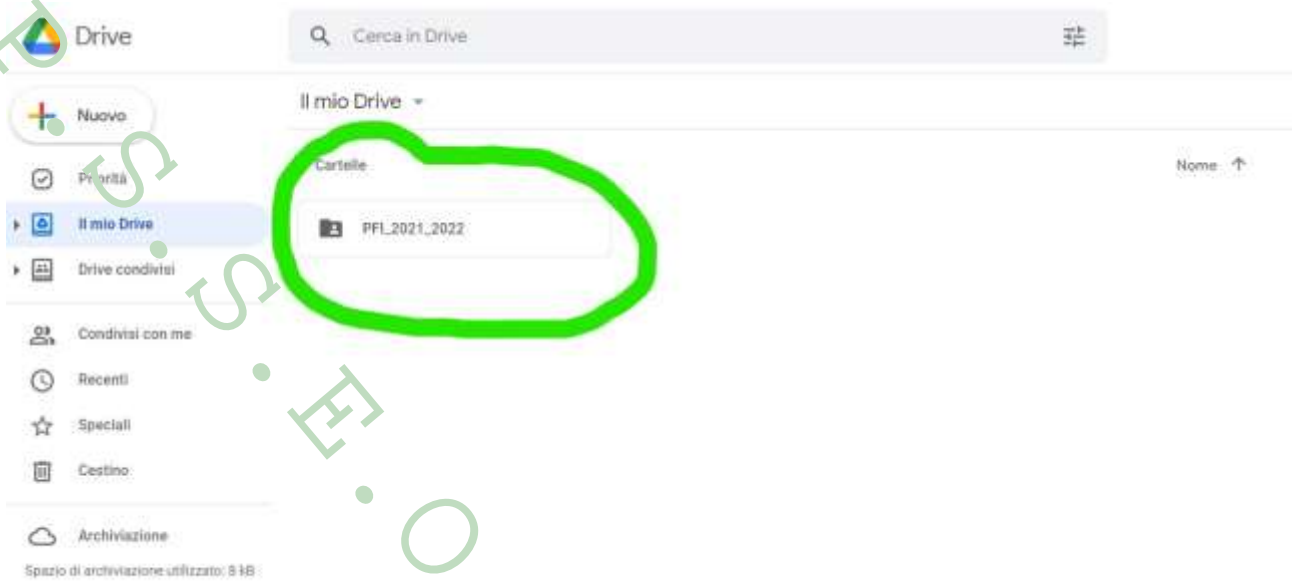 Drive
Cerca in Drive
Nuovo
Il mio Drive
Priorità
Cartelle
Nome
Il mio Drive
PFI_2021_2022
Drive condivisi
Condivisi con me
Recenti
Speciali
Cestino
Archiviazione
Spazio di archiviazione utilizzato: 8 kB
P.S.S.E.O